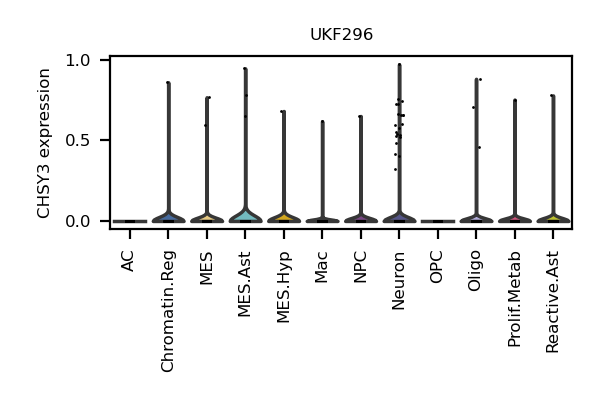 UKF296
CHSY3 expression
1.0
0.5
0.0
AC
Chromatin.Reg
MES
MES.Ast
MES.Hyp
Mac
NPC
Neuron
OPC
Oligo
Prolif.Metab
Reactive.Ast